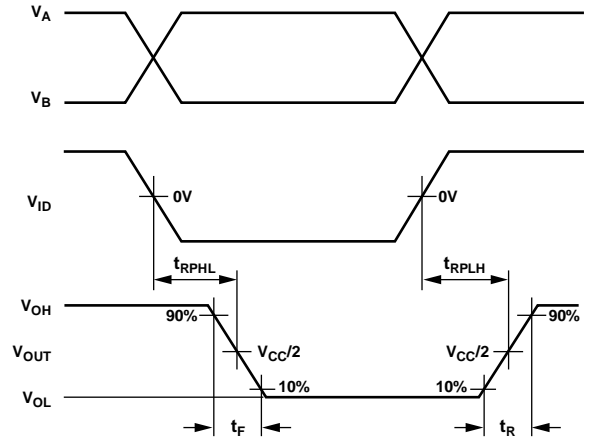 VA
VB
VID
0V
0V
tRPHL
tRPLH
VOH
90%
90%
VOUT
VCC/2
VCC/2
10%
10%
VOL
tF
tR